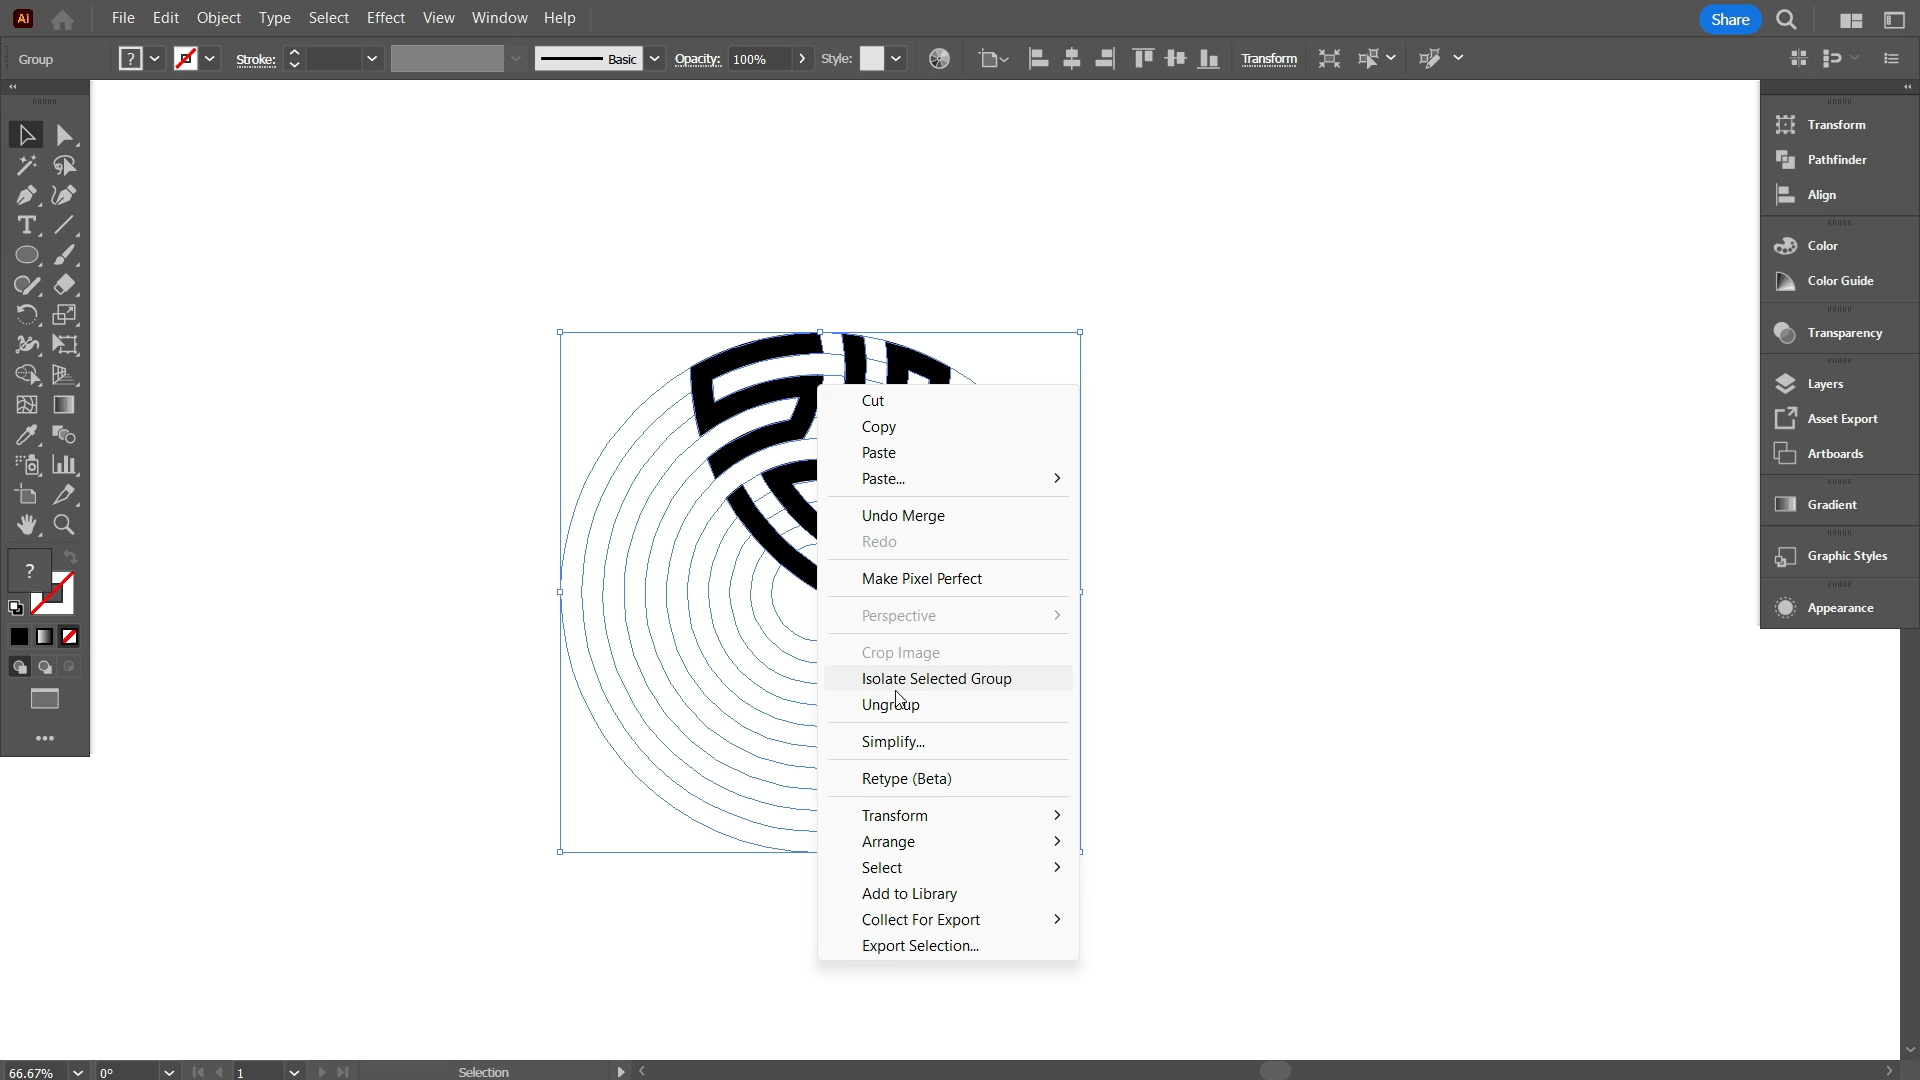 Ai
File Edit Object Type Select Effect View Window Help
Share
Group
?
Stroke:
Basic
Opacity:
100%
Style:
Transform
Transform
Pathfinder
Align
Color
Color Guide
Transparency
Layers
Asset Export
Artboards
Gradient
Graphic Styles
Appearance
?
Cut
Copy
Paste
Paste...
Undo Merge
Redo
Make Pixel Perfect
Perspective
Crop Image
Isolate Selected Group
Ungroup
Simplify...
Retype (Beta)
Transform
Arrange
Select
Add to Library
Collect For Export
Export Selection...
66.67%
0°
1
Selection